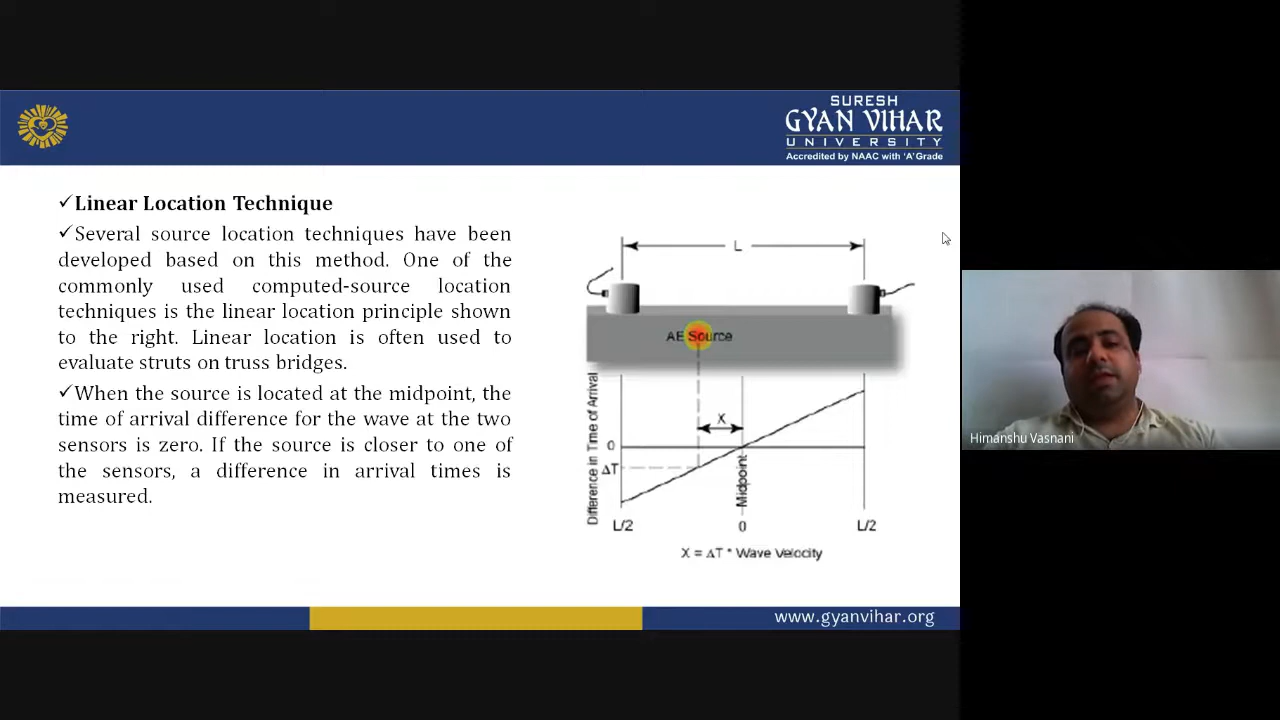 SURESH
GYAN VIHAR
UNIVERSITY
Accredited by NAAC with 'A' Grade
✓Linear Location Technique
✓Several source location techniques have been
developed based on this method. One of the
commonly used computed-source location
techniques is the linear location principle shown
to the right. Linear location is often used to
evaluate struts on truss bridges.
✓When the source is located at the midpoint, the
time of arrival difference for the wave at the two
sensors is zero. If the source is closer to one of
the sensors, a difference in arrival times is
measured.
L
AE Source
Difference in Time of Arrival
X
0
ΔT
Midpoint
L/2
0
L/2
X = ΔT * Wave Velocity
www.gyanvihar.org
Himanshu Vasnani